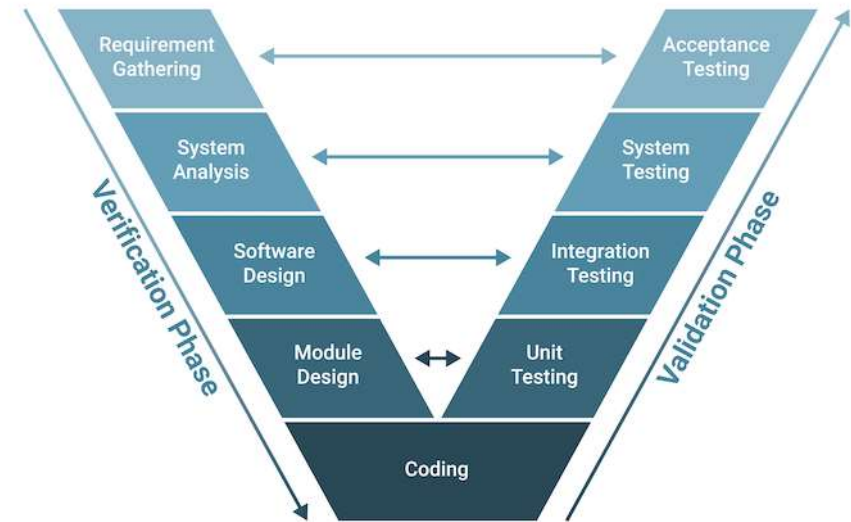 Requirement
Gathering
Acceptance
Testing
System
Analysis
System
Testing
Verification Phase
Validation Phase
Software
Design
Integration
Testing
Module
Design
Unit
Testing
Coding